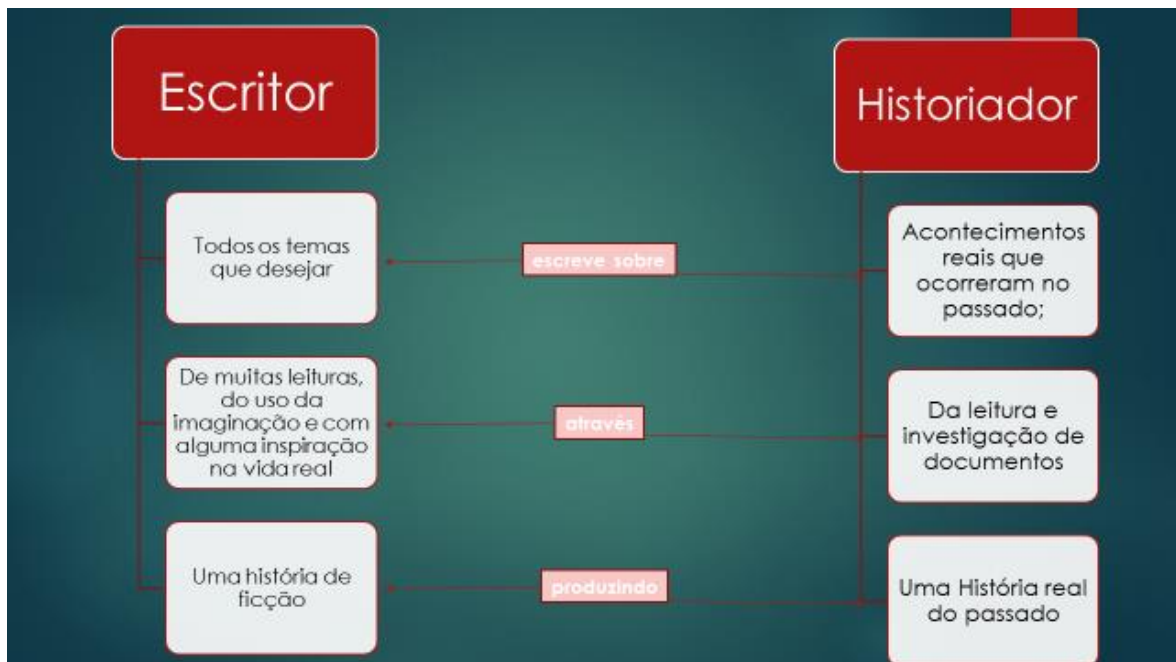 Escritor
Historiador
Todos os temas
que desejar
escreve sobre
Acontecimentos
reais que
ocorreram no
passado;
De muitas leituras,
do uso da
imaginação e com
alguma inspiração
na vida real
através
Da leitura e
investigação de
documentos
Uma história de
ficção
produzindo
Uma História real
do passado